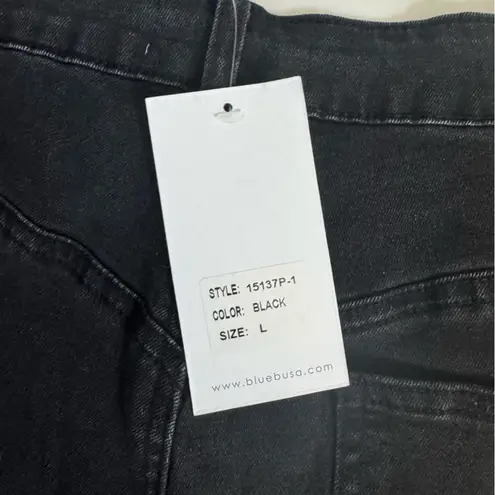 STYLE: 15137P-1
COLOR: BLACK
SIZE: L
www.bluebusa.com